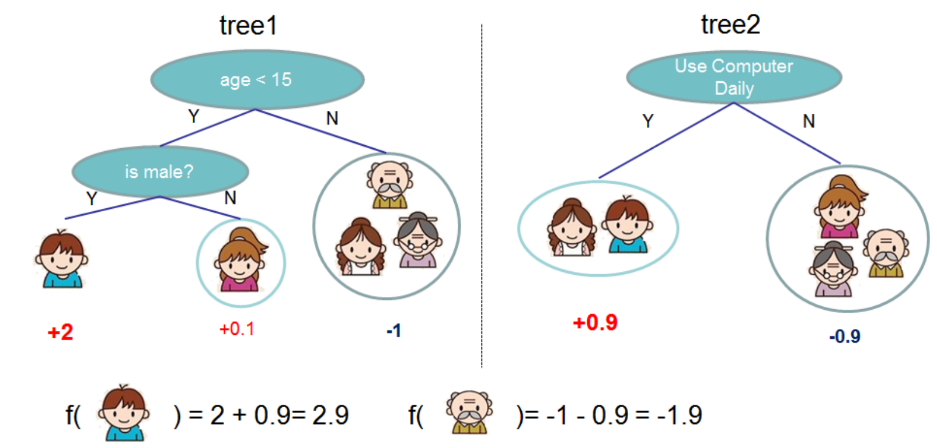 tree1
tree2
age < 15
Use Computer
Daily
Y
N
Y
N
is male?
Y
N
+2
+0.1
-1
+0.9
-0.9
f( ) = 2 + 0.9= 2.9
f( )= -1 - 0.9 = -1.9